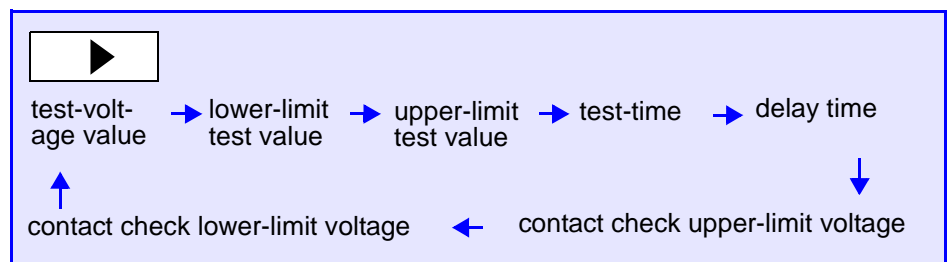 test-volt-
age value
lower-limit
test value
upper-limit
test value
test-time
delay time
contact check upper-limit voltage
contact check lower-limit voltage